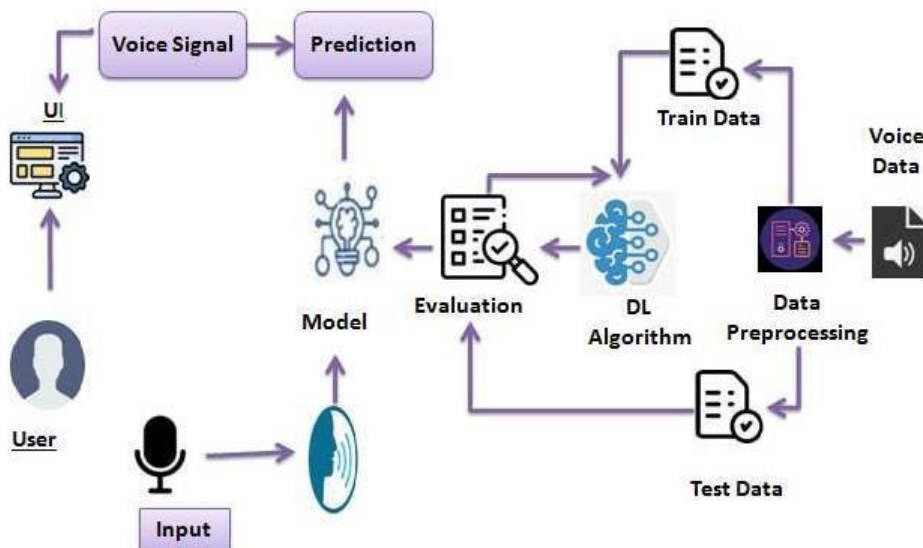 Voice Signal
Prediction
UI
Train Data
Voice
Data
Model
Evaluation
DL
Algorithm
Data
Preprocessing
User
Input
Test Data